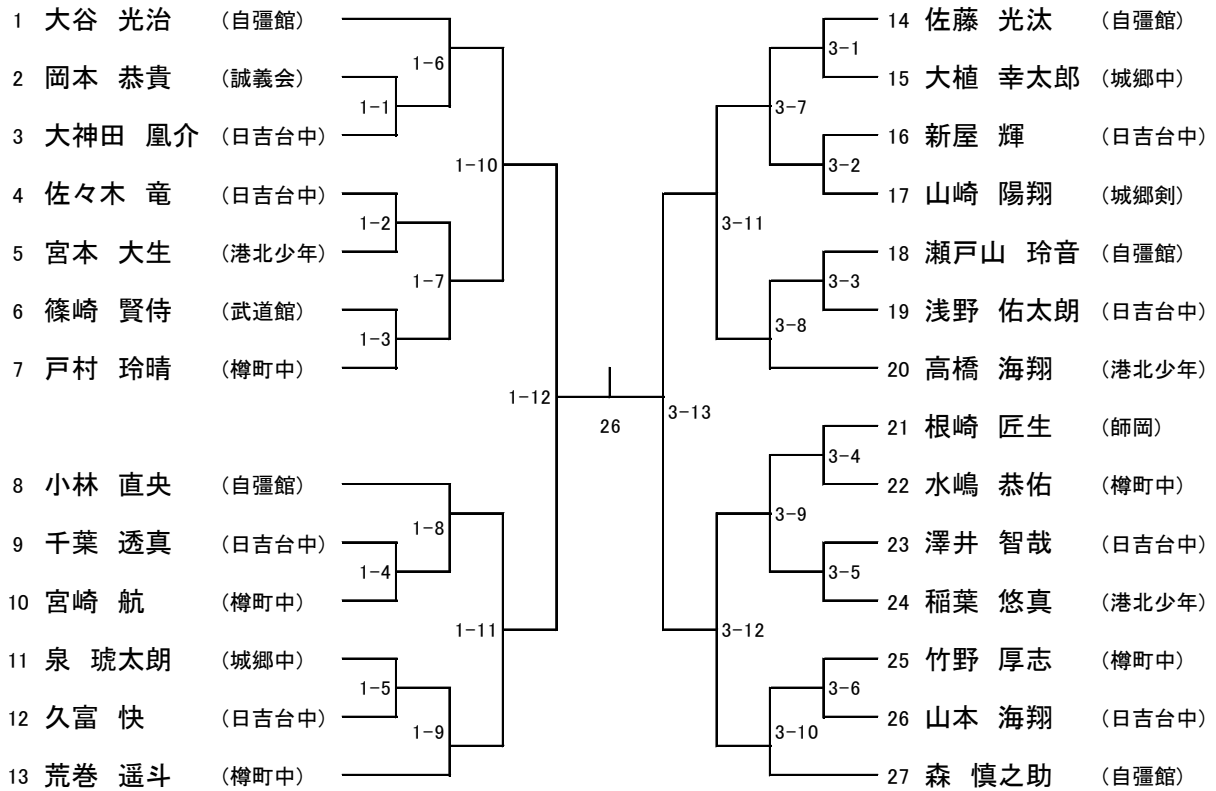 1 大谷 光治 (自彊館)
1-6
2 岡本 恭貴 (誠義会)
1-1
3 大神田 凰介 (日吉台中)
1-10
4 佐々木 竜 (日吉台中)
1-2
5 宮本 大生 (港北少年)
1-7
6 篠崎 賢侍 (武道館)
1-3
7 戸村 玲晴 (樽町中)
1-12
8 小林 直央 (自彊館)
1-8
9 千葉 透真 (日吉台中)
1-4
10 宮崎 航 (樽町中)
1-11
11 泉 琥太朗 (城郷中)
1-5
12 久富 快 (日吉台中)
1-9
13 荒巻 遥斗 (樽町中)
26
14 佐藤 光汰 (自彊館)
3-1
15 大植 幸太郎 (城郷中)
3-7
16 新屋 輝 (日吉台中)
3-2
17 山崎 陽翔 (城郷剣)
3-11
18 瀬戸山 玲音 (自彊館)
3-3
19 浅野 佑太朗 (日吉台中)
3-8
20 高橋 海翔 (港北少年)
3-13
21 根崎 匠生 (師岡)
3-4
22 水嶋 恭佑 (樽町中)
3-9
23 澤井 智哉 (日吉台中)
3-5
24 稲葉 悠真 (港北少年)
3-12
25 竹野 厚志 (樽町中)
3-6
26 山本 海翔 (日吉台中)
3-10
27 森 慎之助 (自彊館)